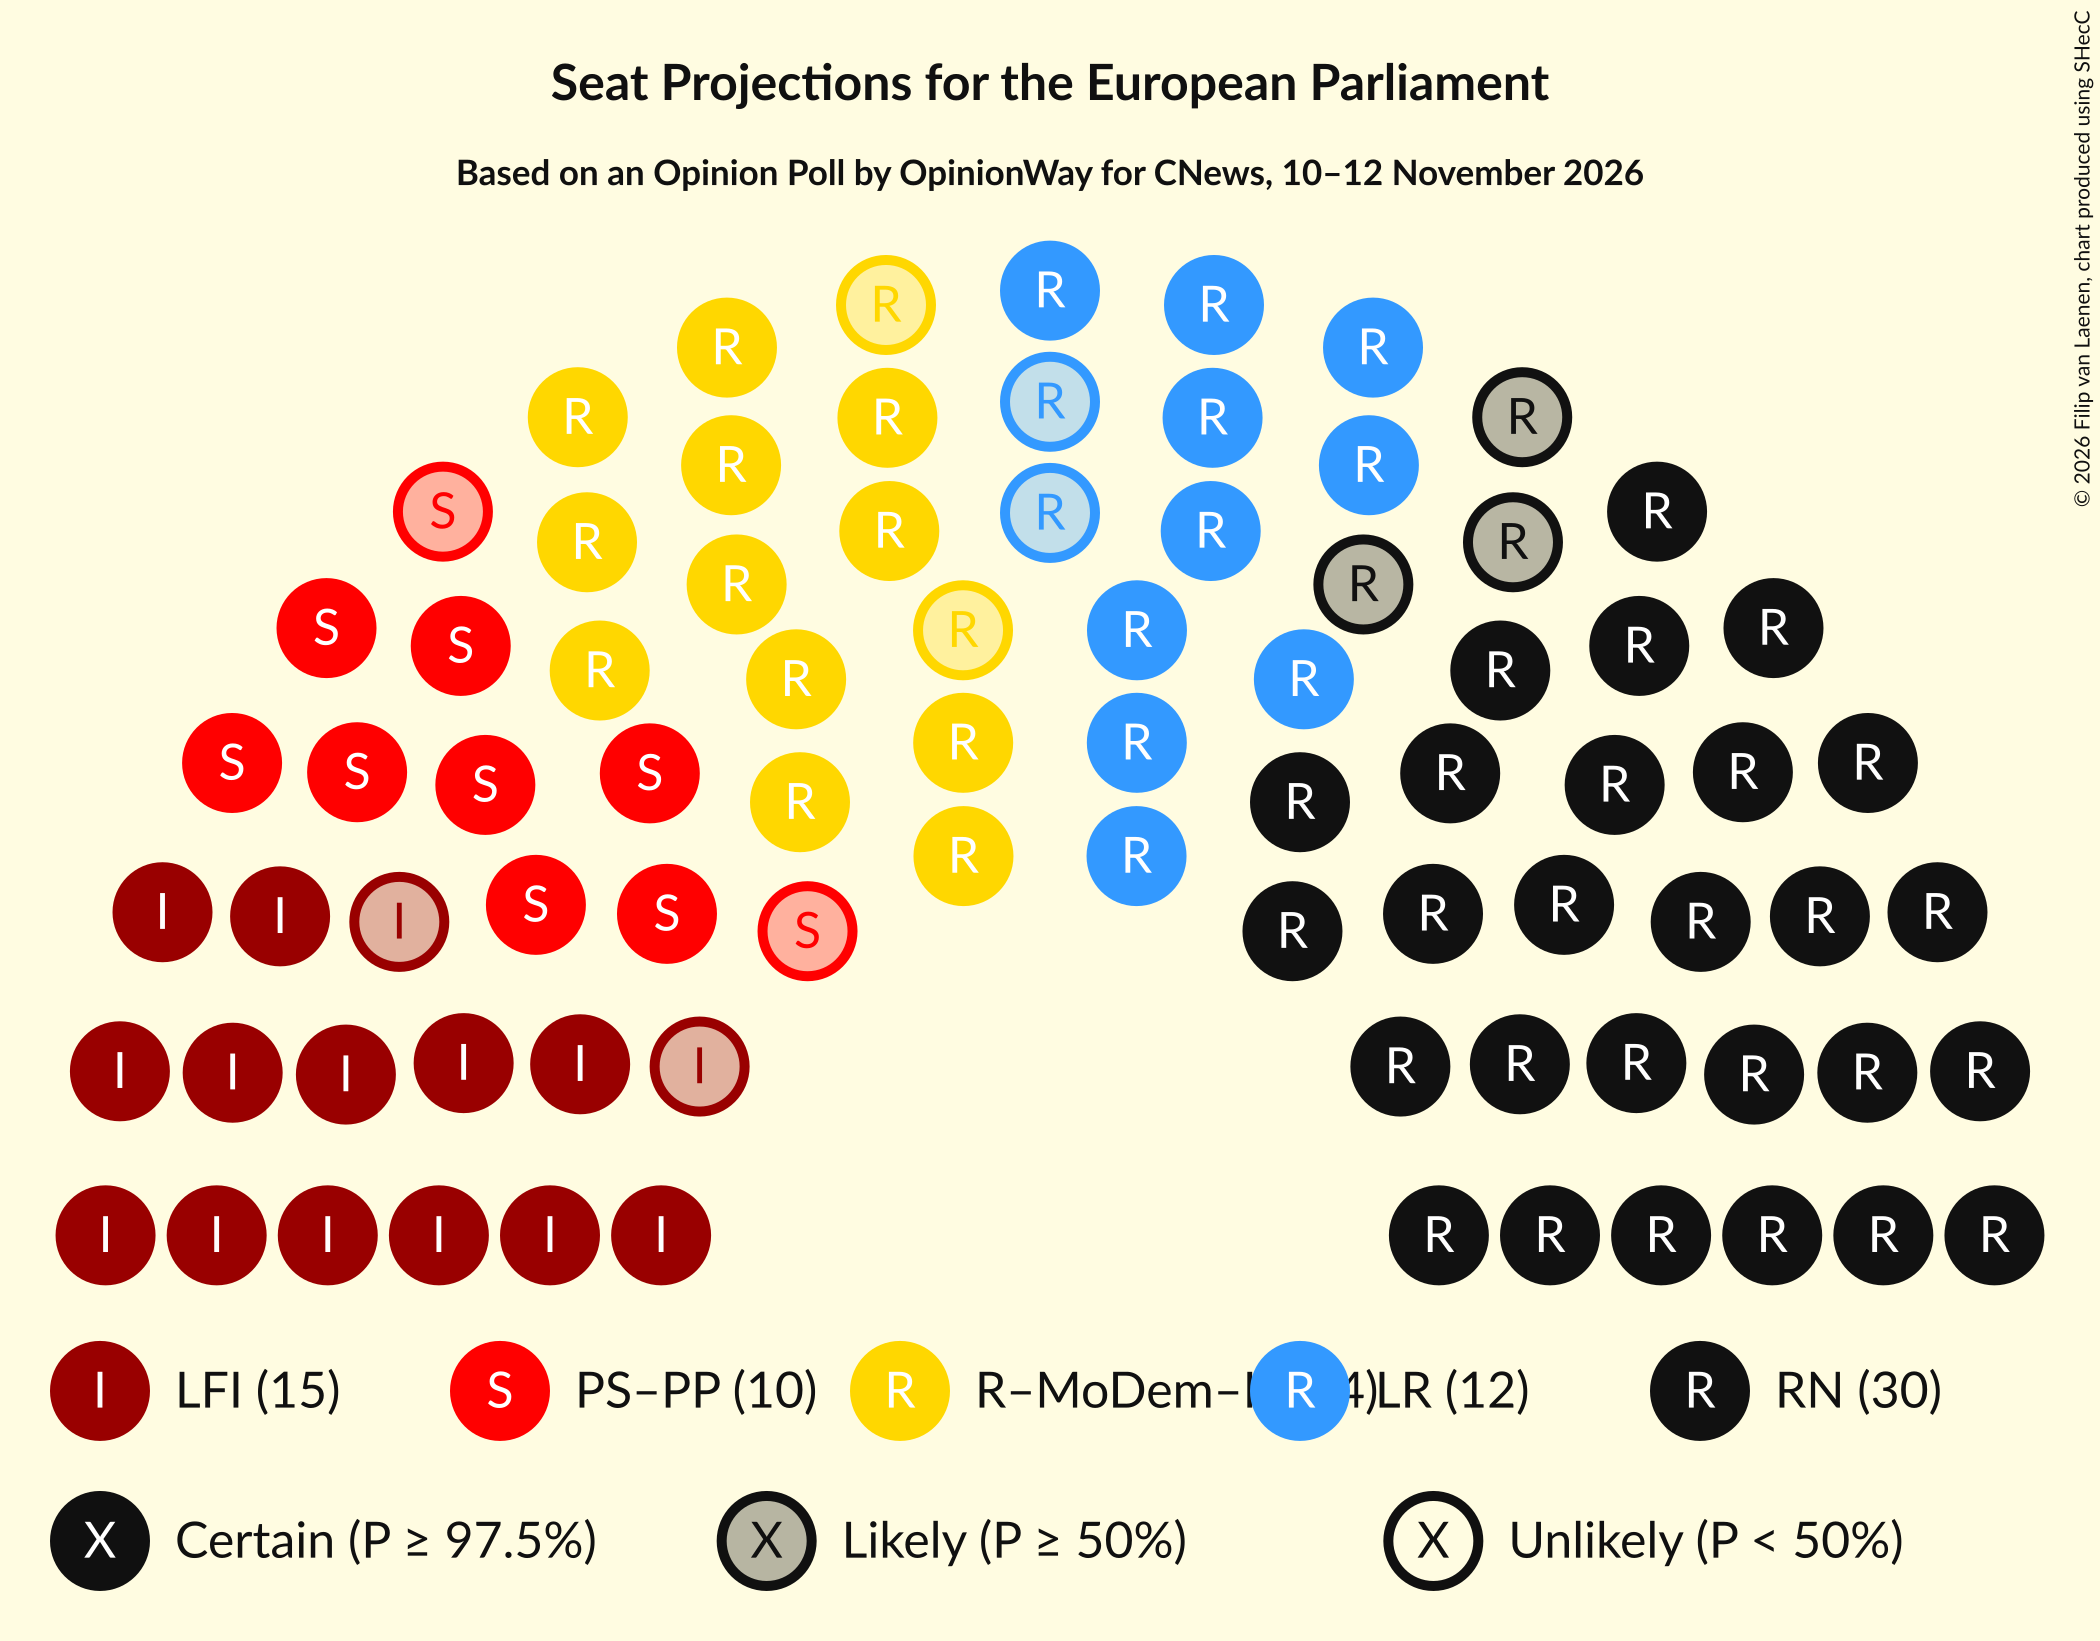 Seat Projections for the European Parliament
Based on an Opinion Poll by OpinionWay for CNews, 10–12 November 2026
© 2026 Filip van Laenen, chart produced using SHecC
R
R R
R R
R R R R R
R R
S R R R R
R R
R R
S R R R
S R
R R R R
S S S S R R R R R R
R R
R R
I I I S S S R R R R R R
I I I I I I R R R R R R
I I I I I I R R R R R R
I LFI (15) S PS–PP (10) R R–MoDem– R LR (12) R RN (30)
X Certain (P ≥ 97.5%) X Likely (P ≥ 50%) X Unlikely (P < 50%)